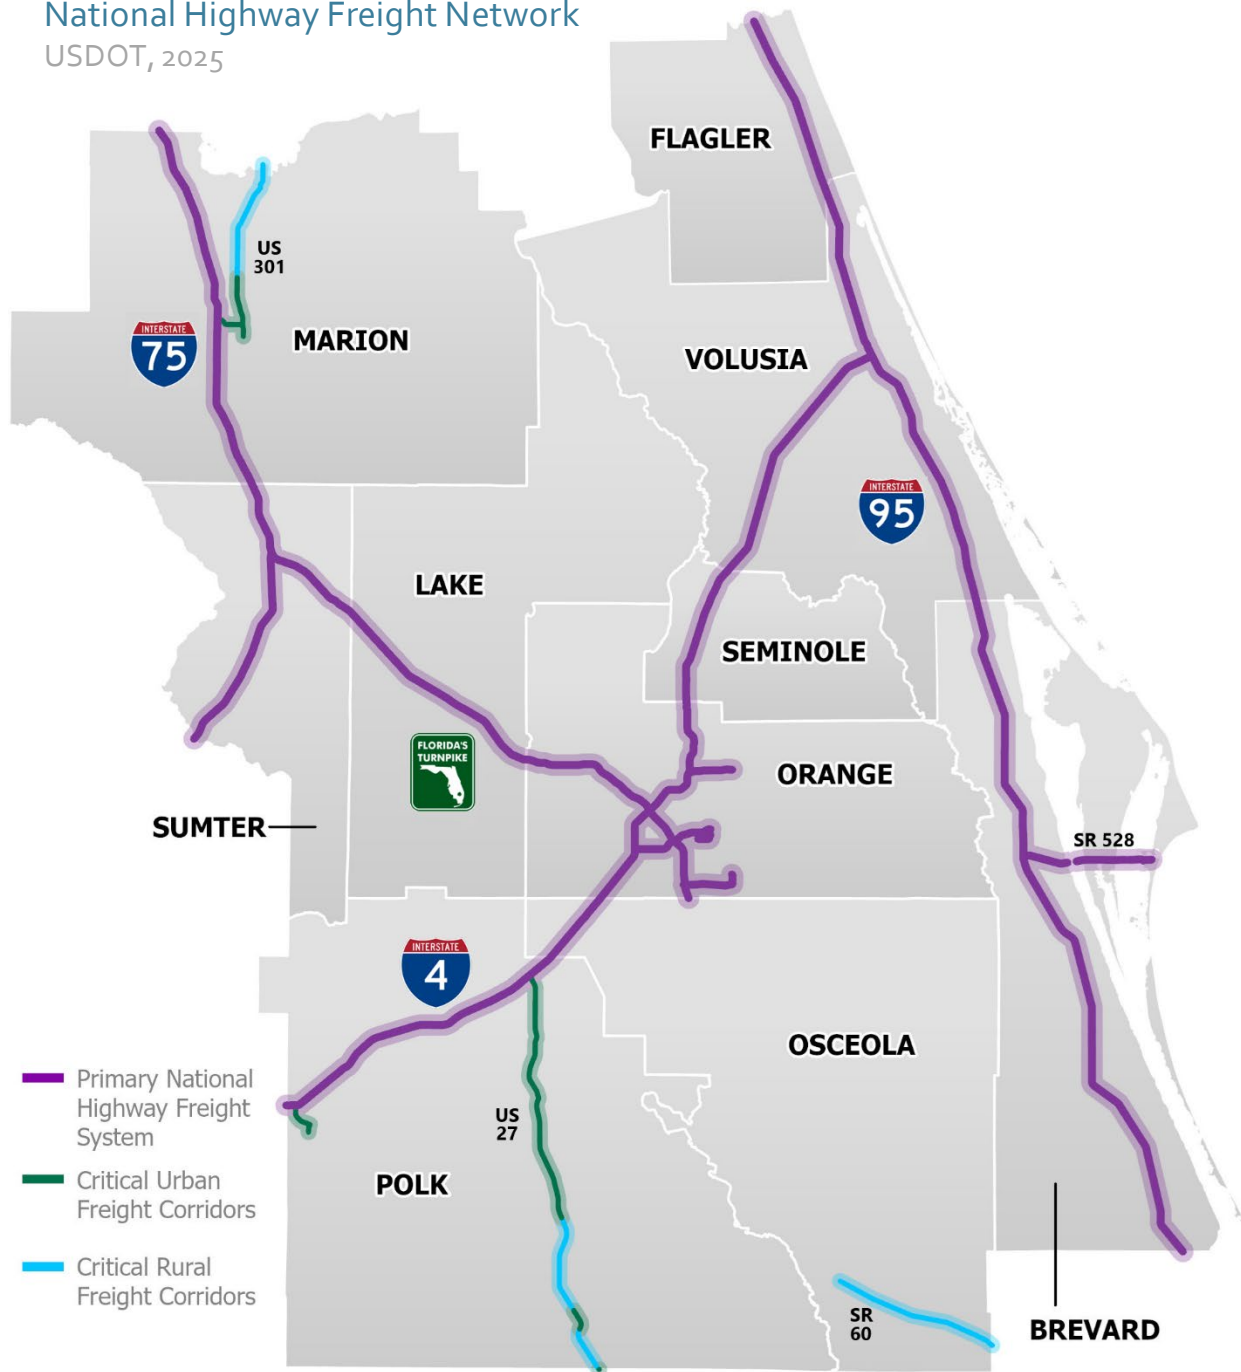 National Highway Freight Network
USDOT, 2025
FLAGLER
US
301
INTERSTATE
75
MARION
VOLUSIA
INTERSTATE
95
LAKE
SEMINOLE
FLORIDA'S
TURNPIKE
ORANGE
SUMTER
SR 528
INTERSTATE
4
OSCEOLA
Primary National
Highway Freight
System
US
27
Critical Urban
Freight Corridors
POLK
Critical Rural
Freight Corridors
SR
60
BREVARD